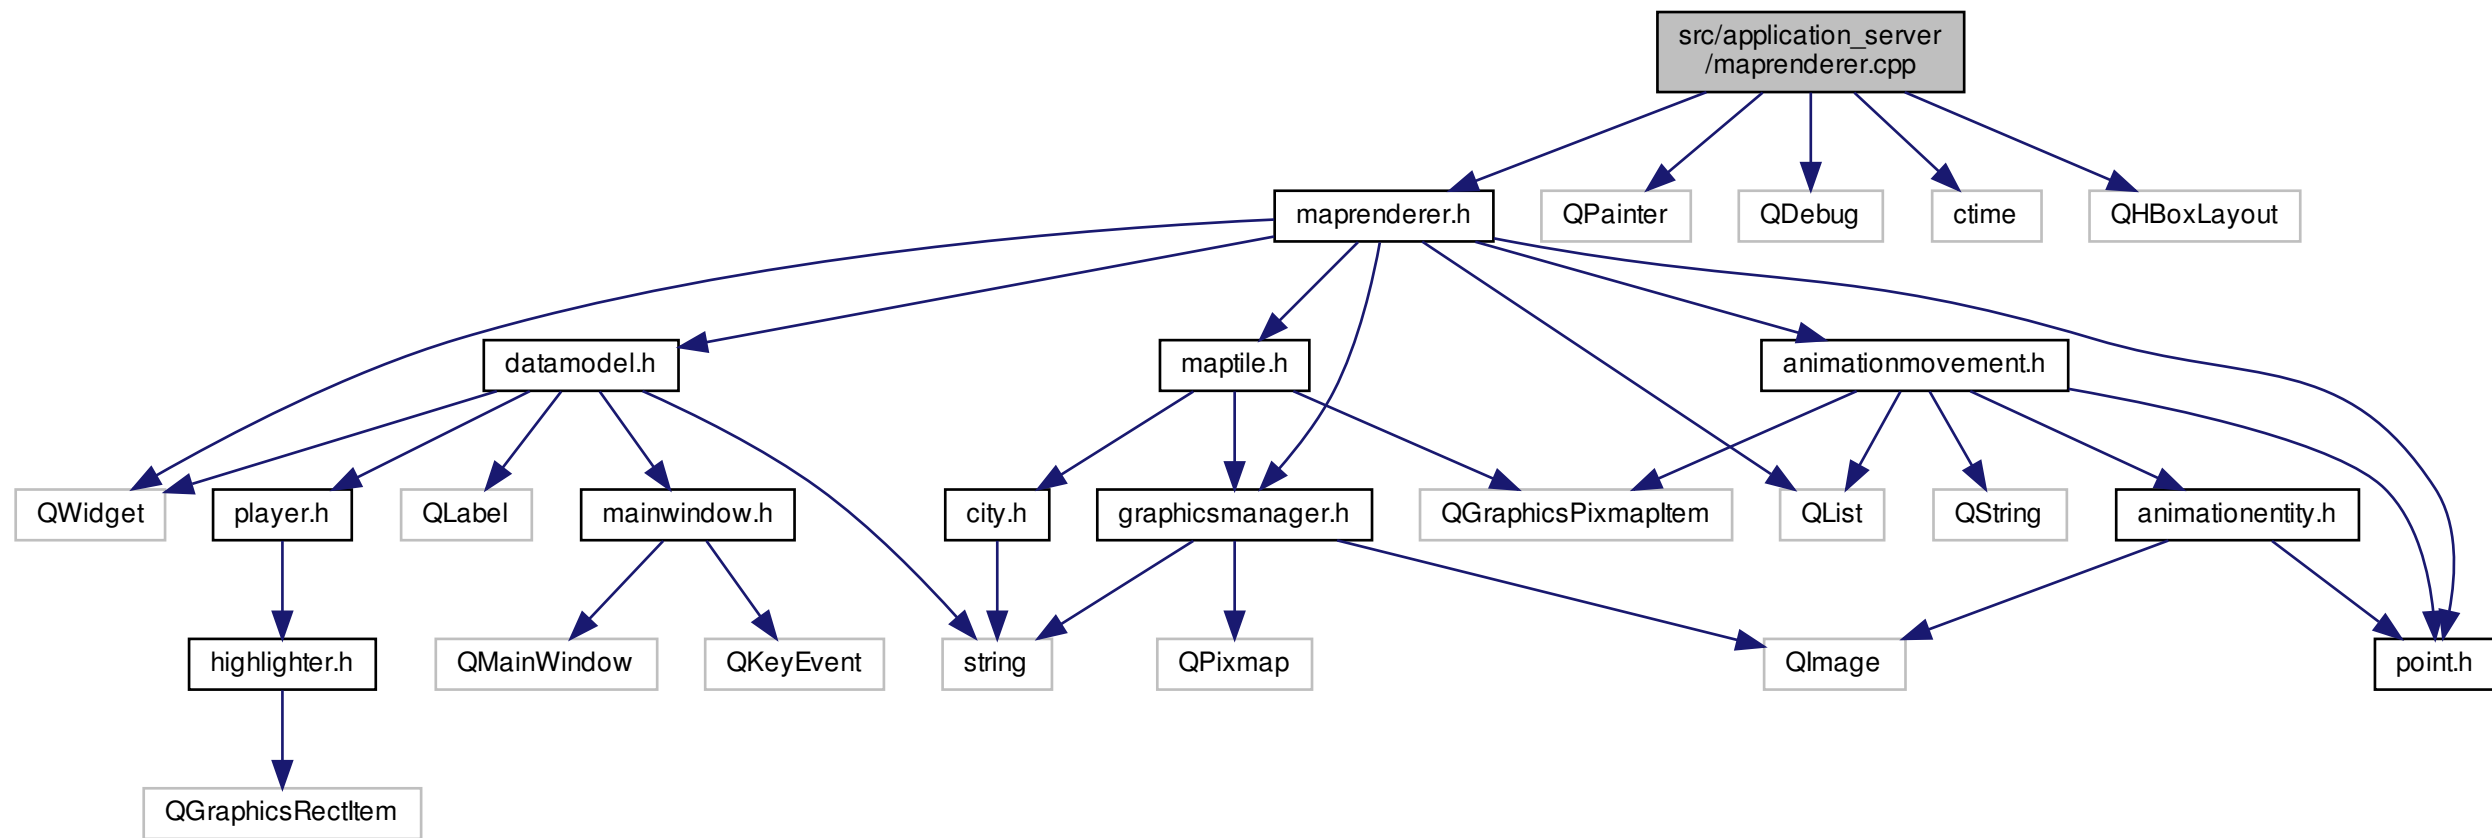 src/application_server
/maprenderer.cpp
maprenderer.h
QPainter
QDebug
ctime
QHBoxLayout
datamodel.h
maptile.h
animationmovement.h
QWidget
player.h
QLabel
mainwindow.h
city.h
graphicsmanager.h
QGraphicsPixmapItem
QList
QString
animationentity.h
highlighter.h
QMainWindow
QKeyEvent
string
QPixmap
QImage
point.h
QGraphicsRectItem